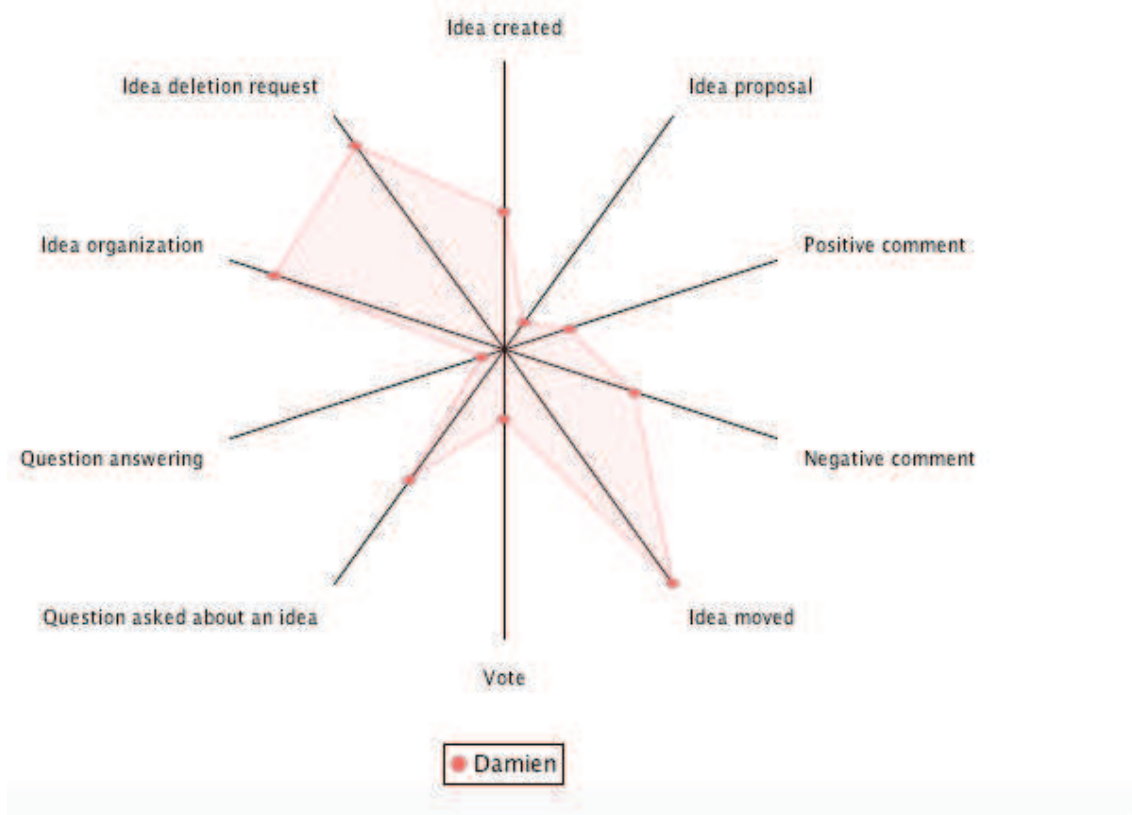 Idea created
Idea deletion request
Idea proposal
Idea organization
Positive comment
Question answering
Negative comment
Question asked about an idea
Idea moved
Vote
Damien